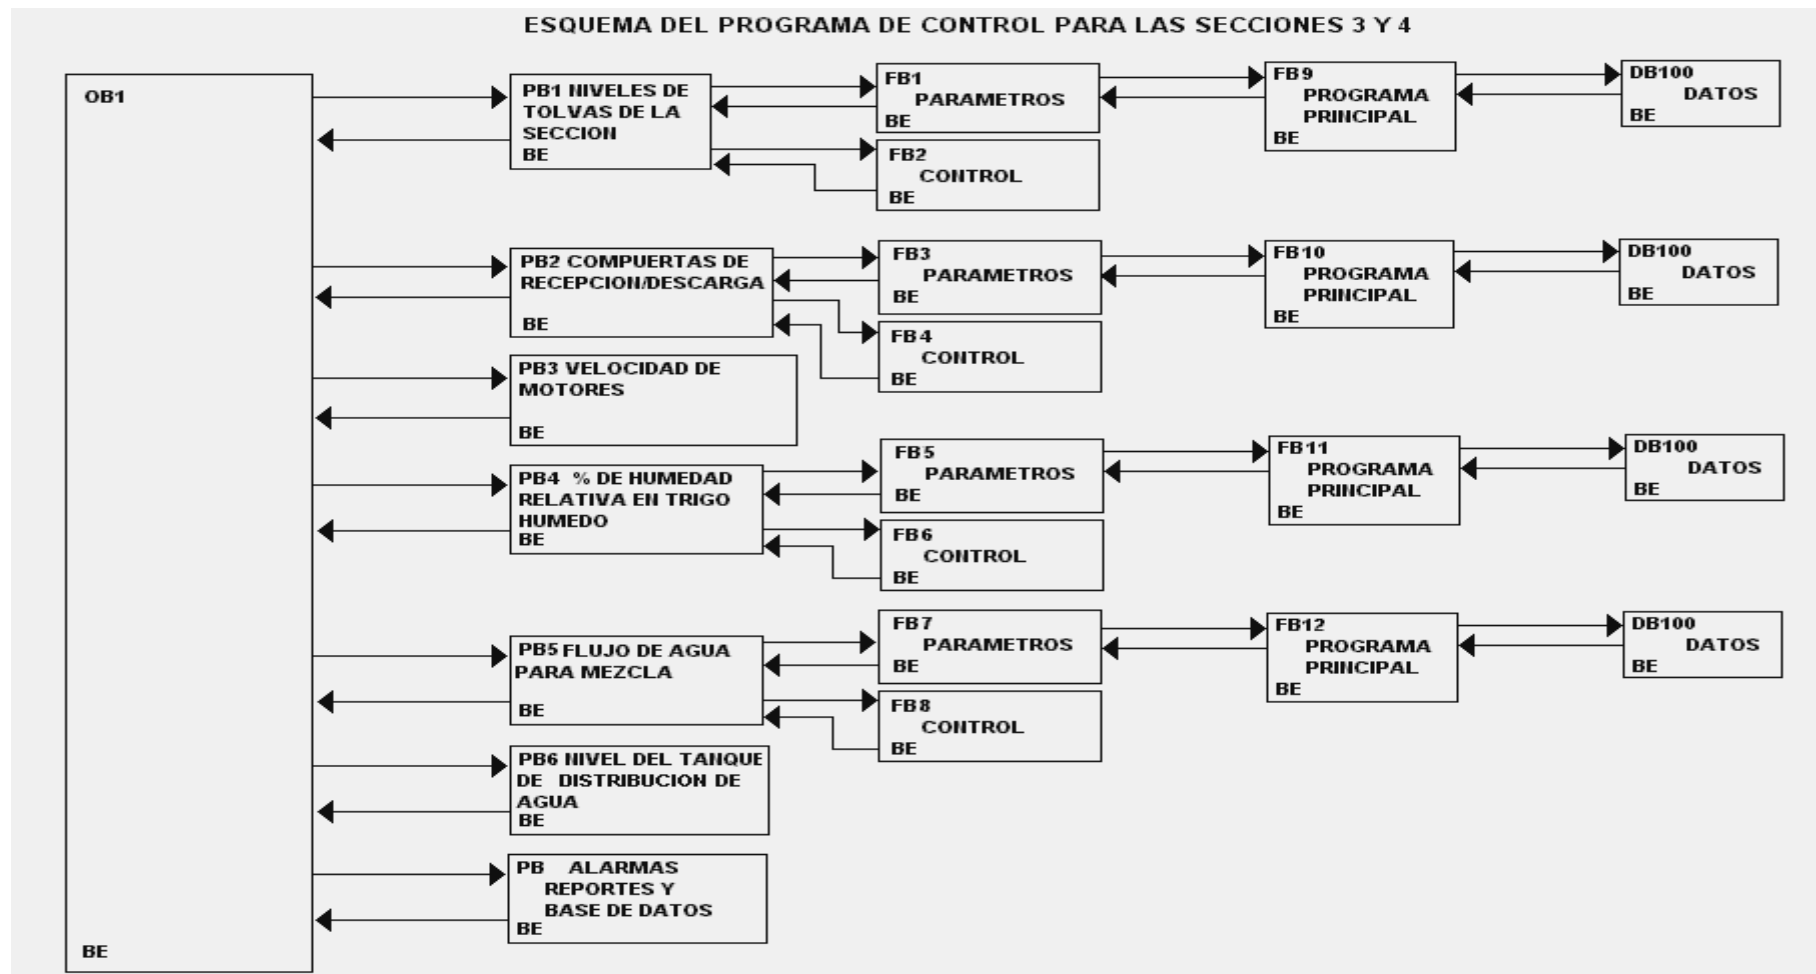 ESQUEMA DEL PROGRAMA DE CONTROL PARA LAS SECCIONES 3 Y 4
OB1
BE
PB1 NIVELES DE
TOLVAS DE LA
SECCION
BE
FB1
PARAMETROS
BE
FB9
PROGRAMA
PRINCIPAL
BE
DB100
DATOS
BE
FB2
CONTROL
BE
PB2 COMPUERTAS DE
RECEPCION/DESCARGA
BE
FB3
PARAMETROS
BE
FB10
PROGRAMA
PRINCIPAL
BE
DB100
DATOS
BE
FB4
CONTROL
BE
PB3 VELOCIDAD DE
MOTORES
BE
PB4 % DE HUMEDAD
RELATIVA EN TRIGO
HUMEDO
BE
FB5
PARAMETROS
BE
FB11
PROGRAMA
PRINCIPAL
BE
DB100
DATOS
BE
FB6
CONTROL
BE
PB5 FLUJO DE AGUA
PARA MEZCLA
BE
FB7
PARAMETROS
BE
FB12
PROGRAMA
PRINCIPAL
BE
DB100
DATOS
BE
FB8
CONTROL
BE
PB6 NIVEL DEL TANQUE
DE DISTRIBUCION DE
AGUA
BE
PB ALARMAS
REPORTES Y
BASE DE DATOS
BE